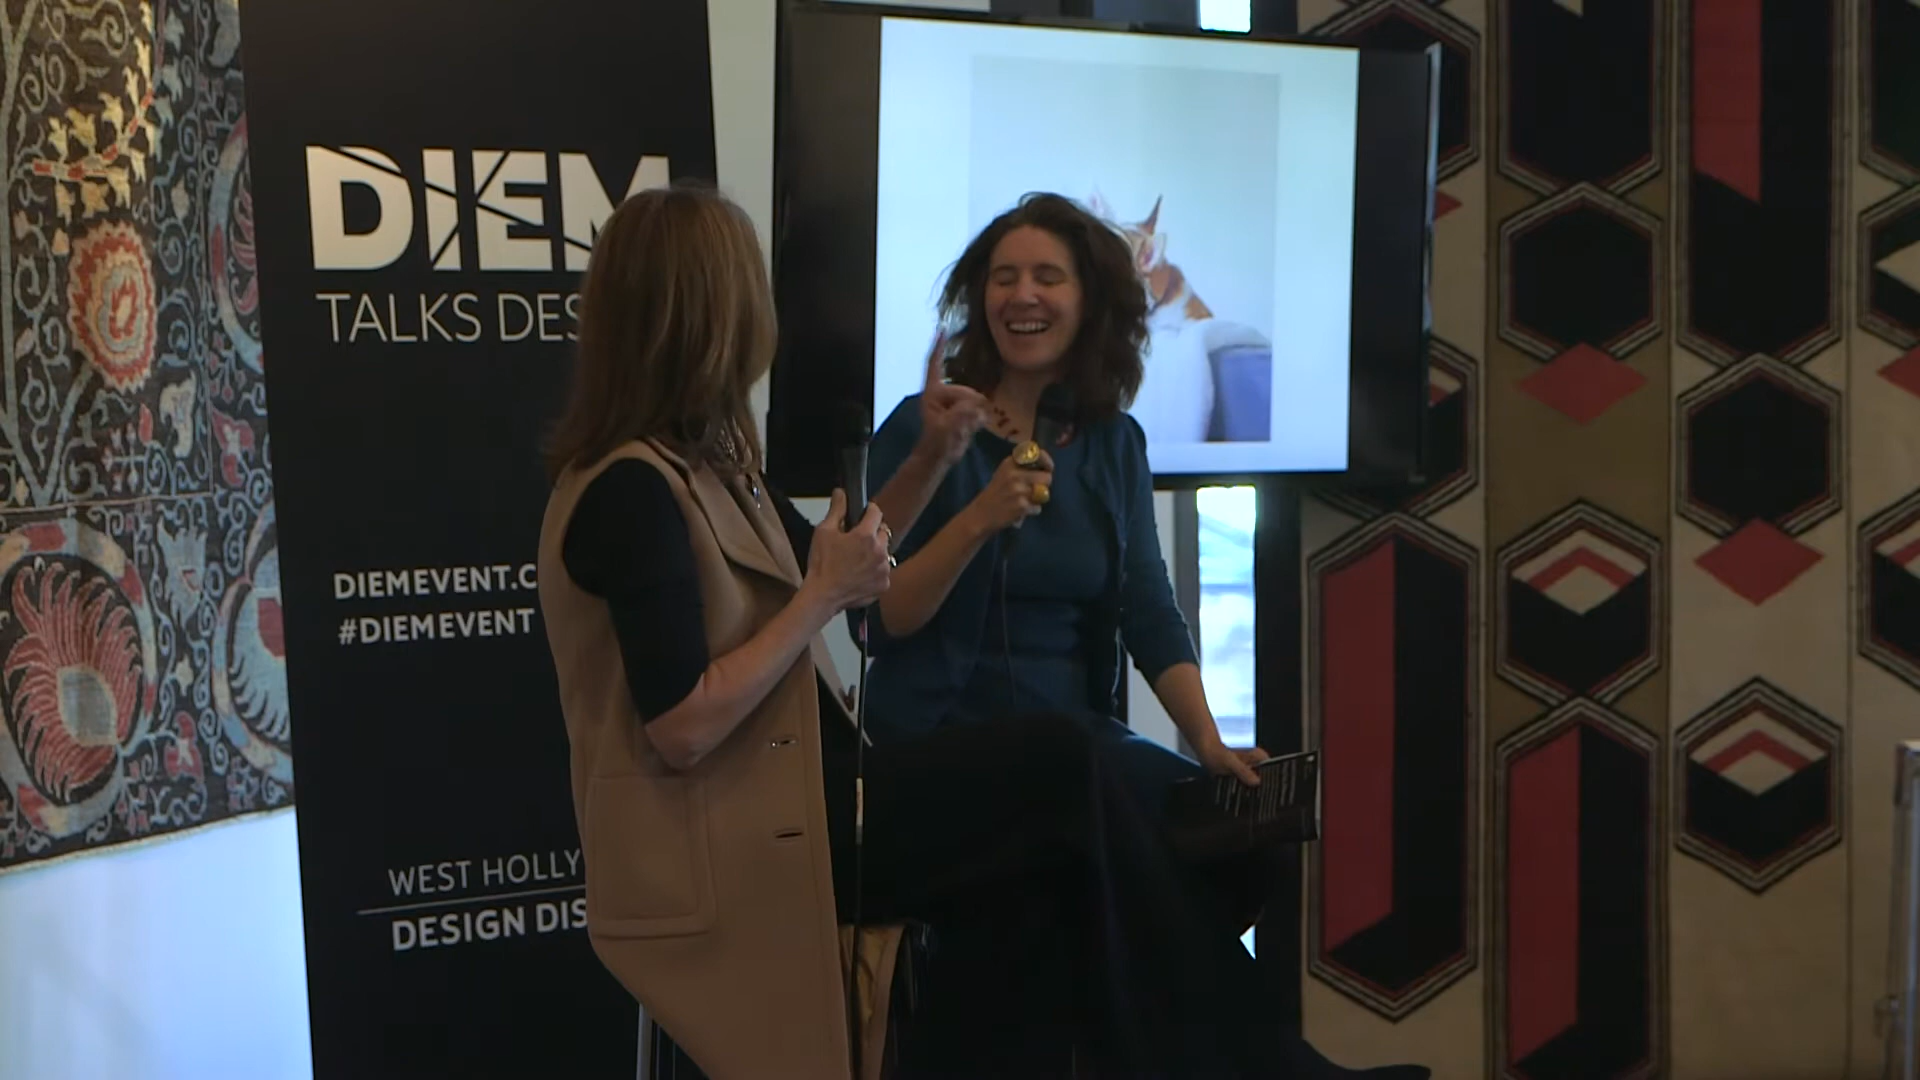 DIEM
TALKS DES
DIEMEVENT.C
#DIEMEVENT
WEST HOLLY
DESIGN DIS